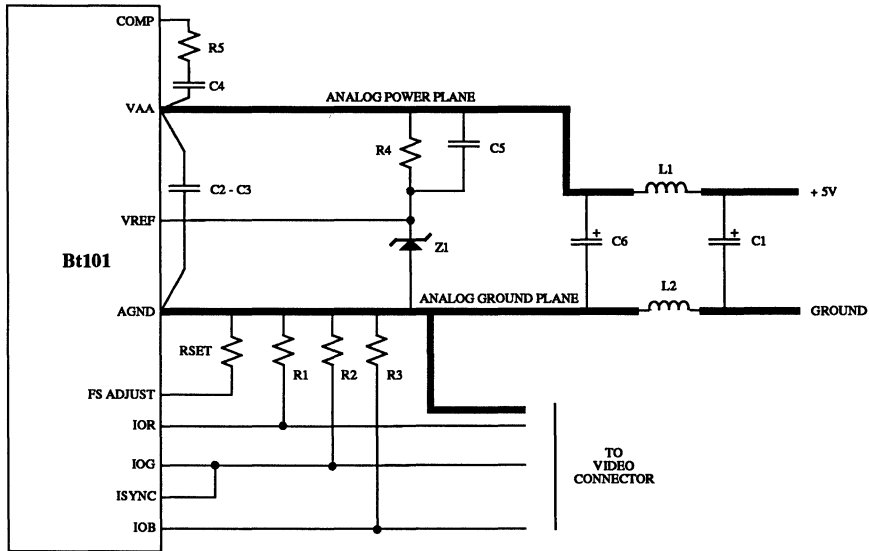 COMP
R5
C4
VAA
ANALOG POWER PLANE
R4
C5
L1
+ 5V
C2 - C3
VREF
Bt101
Z1
+
C6
+
C1
L2
AGND
ANALOG GROUND PLANE
GROUND
RSET
R1
R2
R3
FS ADJUST
IOR
IOG
ISYNC
IOB
TO
VIDEO
CONNECTOR